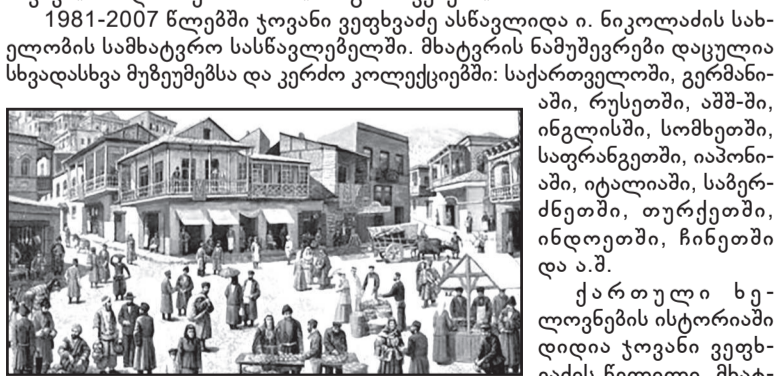 1981-2007 წლებში ჯოვანი ვეფხვაძე ასწავლიდა ი. ნიკოლაძის სახ-
ელობის სამხატვრო სასწავლებელში. მხატვრის ნამუშევრები დაცულია
სხვადასხვა მუზეუმებსა და კერძო კოლექციებში: საქართველოში, გერმანი-
აში, რუსეთში, აშშ-ში,
ინგლისში, სომხეთში,
საფრანგეთში, იაპონი-
აში, იტალიაში, საბერ-
ძნეთში, თურქეთში,
ინდოეთში, ჩინეთში
და ა.შ.
ქართული ხე-
ლოვნების ისტორიაში
დიდია ჯოვანი ვეფხ-